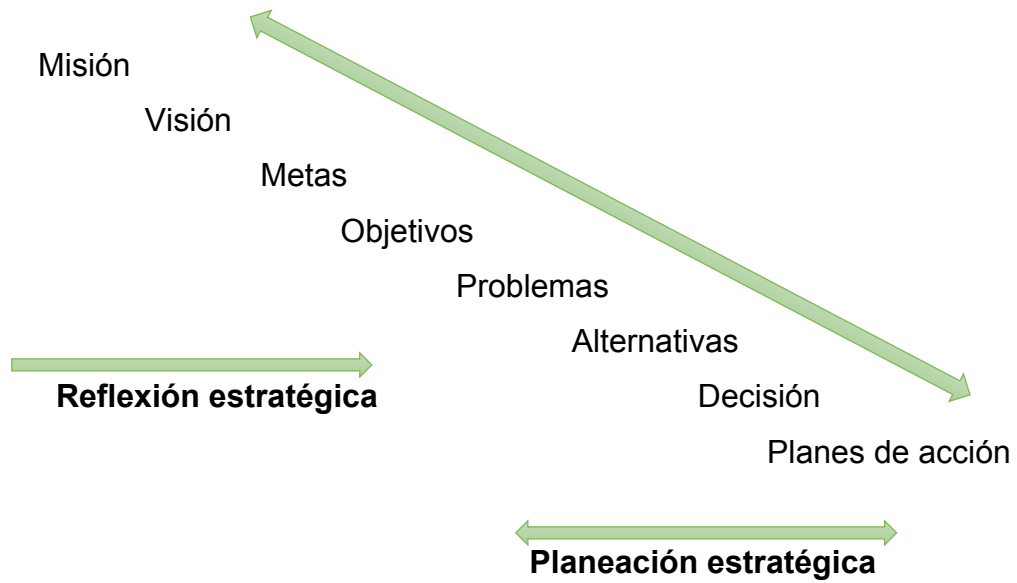 Misión
Visión
Metas
Objetivos
Problemas
Alternativas
Reflexión estratégica
Decisión
Planes de acción
Planeación estratégica